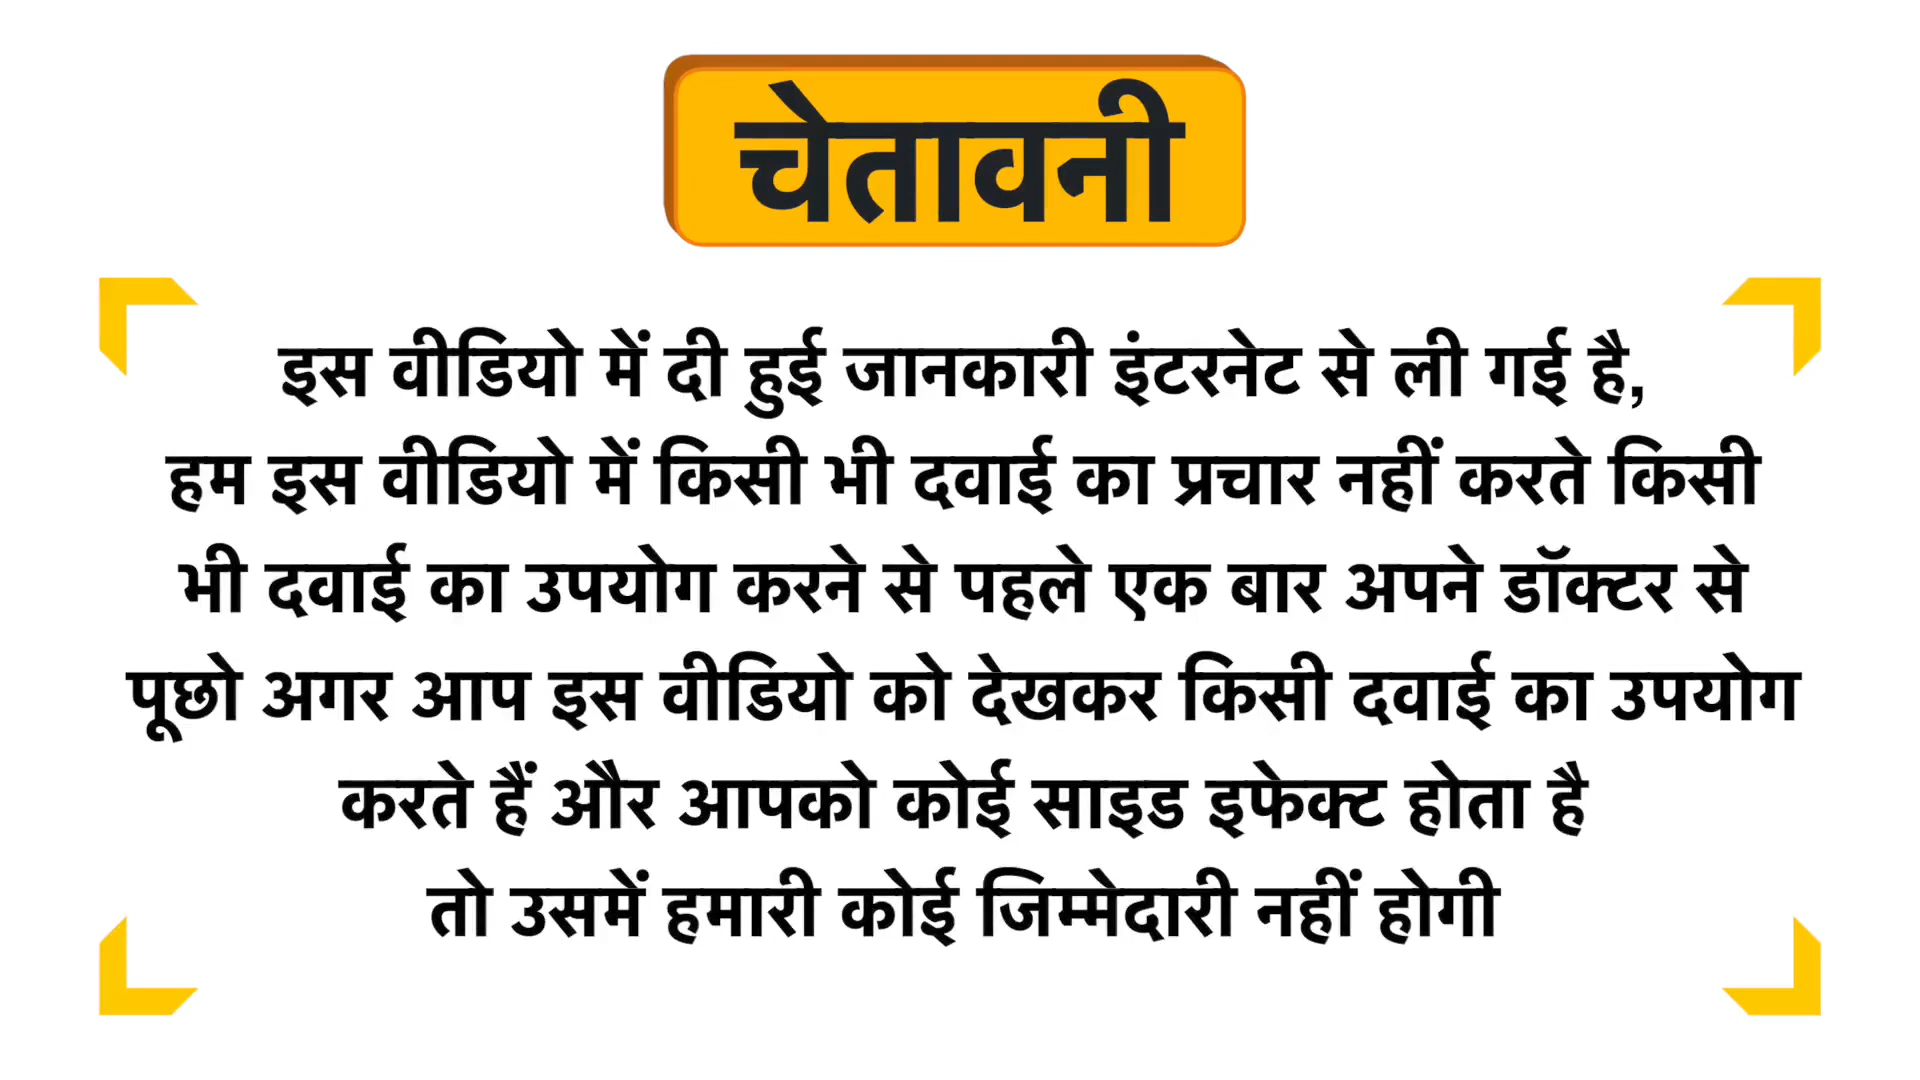 चेतावनी
इस वीडियो में दी हुई जानकारी इंटरनेट से ली गई है,
हम इस वीडियो में किसी भी दवाई का प्रचार नहीं करते किसी
भी दवाई का उपयोग करने से पहले एक बार अपने डॉक्टर से
पूछो अगर आप इस वीडियो को देखकर किसी दवाई का उपयोग
करते हैं और आपको कोई साइड इफेक्ट होता है
तो उसमें हमारी कोई जिम्मेदारी नहीं होगी